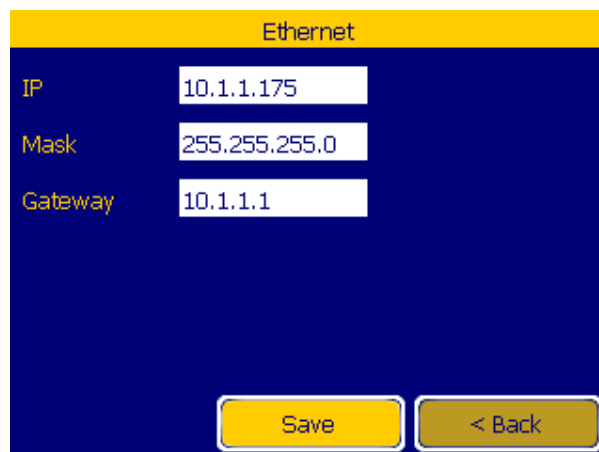 Ethernet
IP 10.1.1.175
Mask 255.255.255.0
Gateway 10.1.1.1
Save < Back